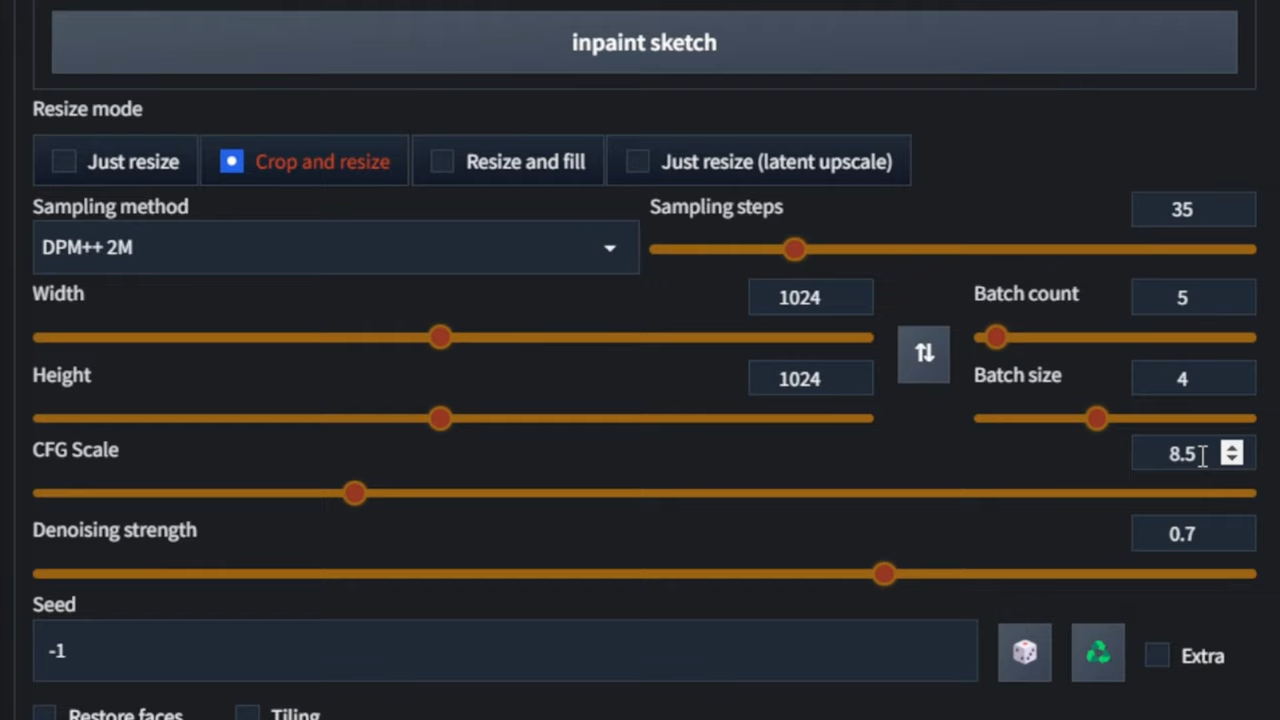 inpaint sketch
Resize mode
Just resize
Crop and resize
Resize and fill
Just resize (latent upscale)
Sampling method
Sampling steps
35
DPM++ 2M
Width
1024
Batch count
5
Height
1024
Batch size
4
CFG Scale
8.5
Denoising strength
0.7
Seed
-1
Extra
Restore faces
Tiling